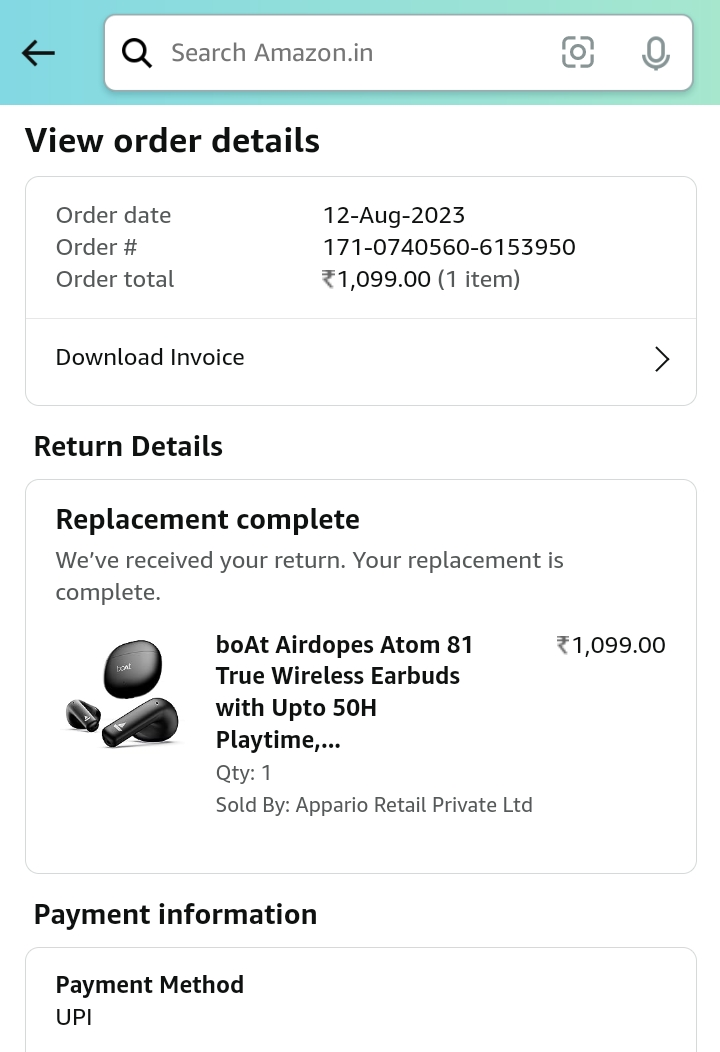 Search Amazon.in
View order details
Order date 12-Aug-2023
Order # 171-0740560-6153950
Order total ₹1,099.00 (1 item)
Download Invoice
Return Details
Replacement complete
We’ve received your return. Your replacement is
complete.
boAt Airdopes Atom 81 ₹1,099.00
True Wireless Earbuds
with Upto 50H
Playtime,...
Qty: 1
Sold By: Appario Retail Private Ltd
boAt
Payment information
Payment Method
UPI